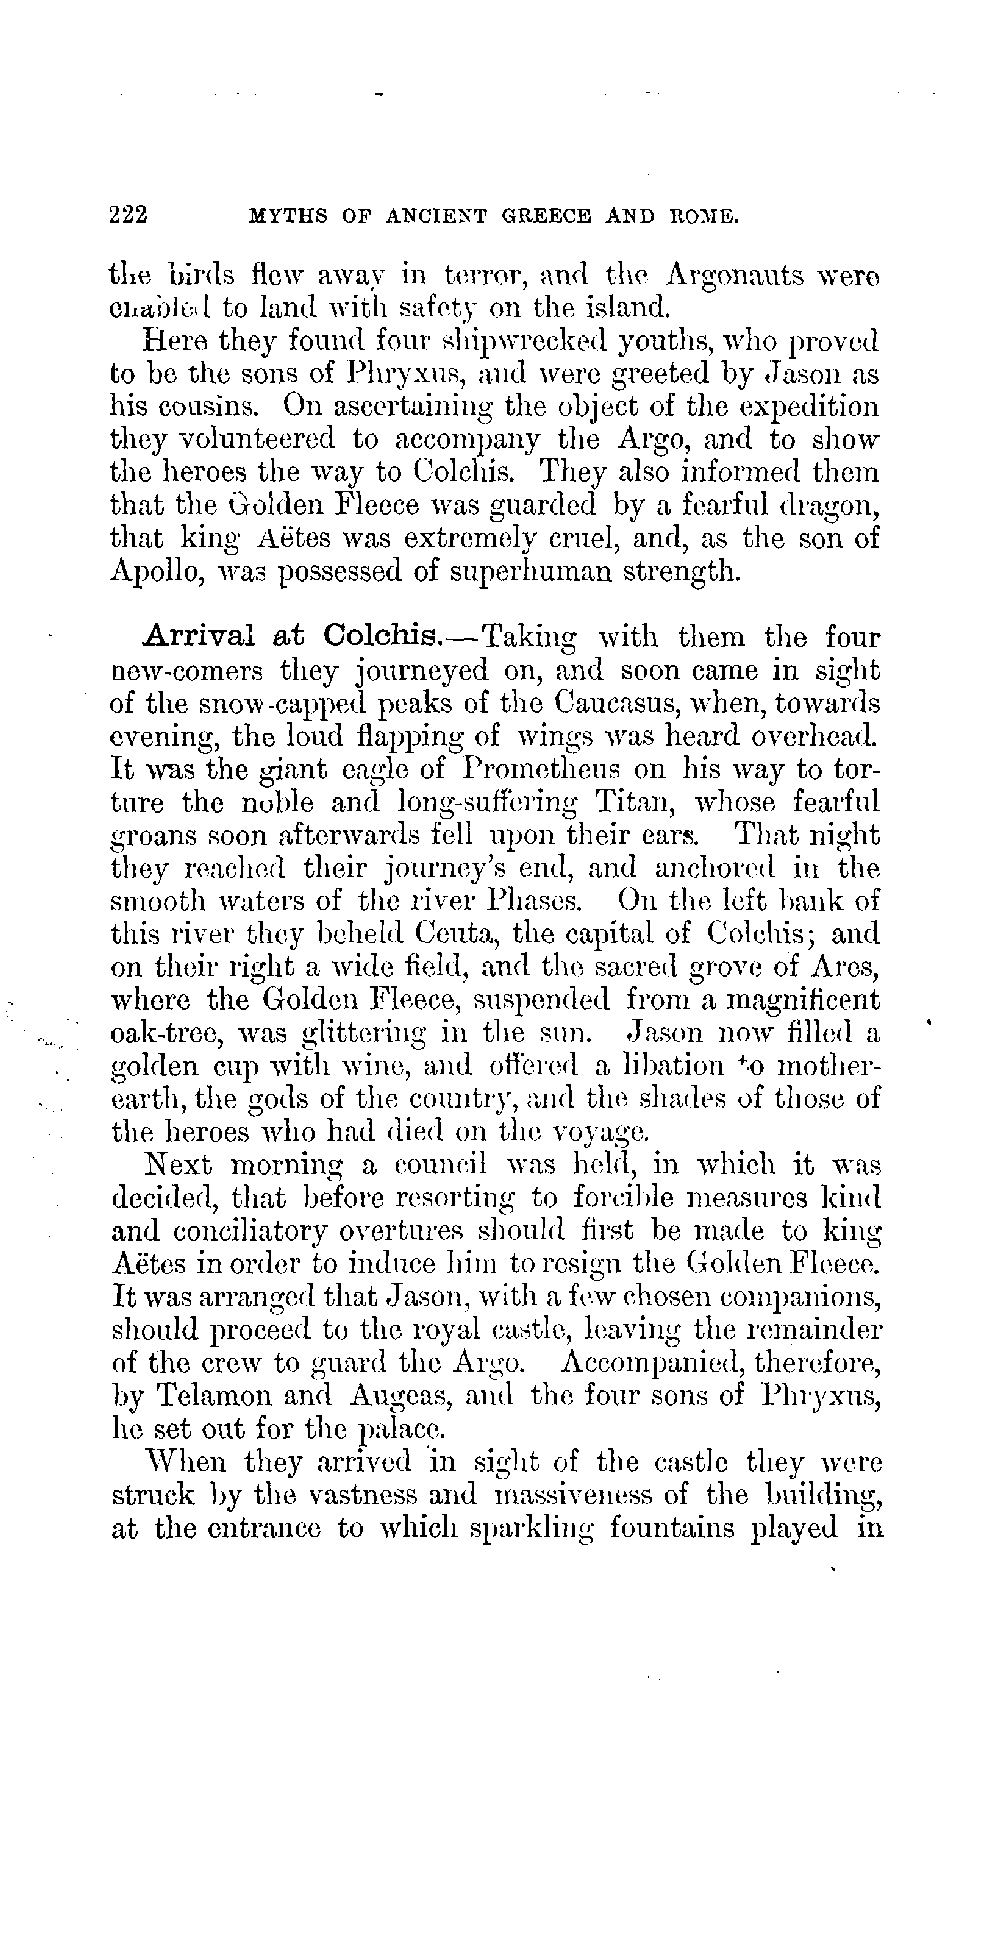 222 MYTHS OF ANCIENT GREECE AND ROME.
the birds flew away in terror, and the Argonauts were
enabled to land with safety on the island.
Here they found four shipwrecked youths, who proved
to be the sons of Phryxus, and were greeted by Jason as
his cousins. On ascertaining the object of the expedition
they volunteered to accompany the Argo, and to show
the heroes the way to Colchis. They also informed them
that the Golden Fleece was guarded by a fearful dragon,
that king Aëtes was extremely cruel, and, as the son of
Apollo, was possessed of superhuman strength.
Arrival at Colchis.—Taking with them the four
new-comers they journeyed on, and soon came in sight
of the snow-capped peaks of the Caucasus, when, towards
evening, the loud flapping of wings was heard overhead.
It was the giant eagle of Prometheus on his way to tor-
ture the noble and long-suffering Titan, whose fearful
groans soon afterwards fell upon their ears. That night
they reached their journey's end, and anchored in the
smooth waters of the river Phases. On the left bank of
this river they beheld Ceuta, the capital of Colchis; and
on their right a wide field, and the sacred grove of Ares,
where the Golden Fleece, suspended from a magnificent
oak-tree, was glittering in the sun. Jason now filled a
golden cup with wine, and offered a libation to mother-
earth, the gods of the country, and the shades of those of
the heroes who had died on the voyage.
Next morning a council was held, in which it was
decided, that before resorting to forcible measures kind
and conciliatory overtures should first be made to king
Aëtes in order to induce him to resign the Golden Fleece.
It was arranged that Jason, with a few chosen companions,
should proceed to the royal castle, leaving the remainder
of the crew to guard the Argo. Accompanied, therefore,
by Telamon and Augeas, and the four sons of Phryxus,
he set out for the palace.
When they arrived in sight of the castle they were
struck by the vastness and massiveness of the building,
at the entrance to which sparkling fountains played in